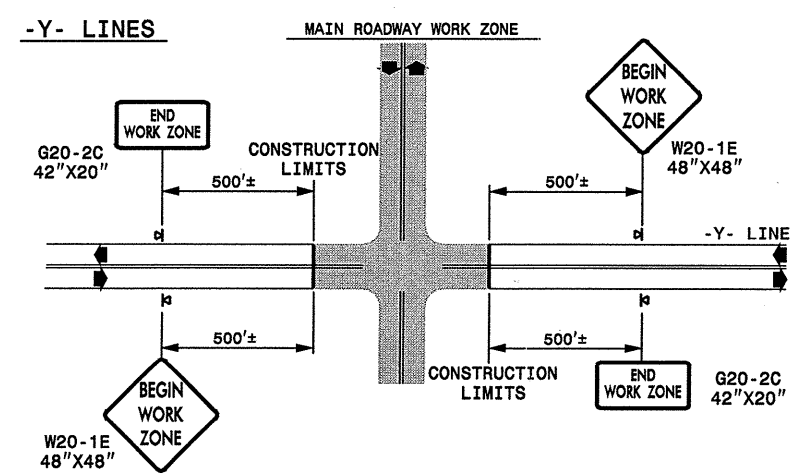 -Y- LINES
MAIN ROADWAY WORK ZONE
END
WORK ZONE
G20-2C
42"X20"
CONSTRUCTION
LIMITS
500'±
BEGIN
WORK
ZONE
W20-1E
48"X48"
500'±
-Y- LINE
500'±
BEGIN
WORK
ZONE
W20-1E
48"X48"
500'±
CONSTRUCTION
LIMITS
END
WORK ZONE
G20-2C
42"X20"